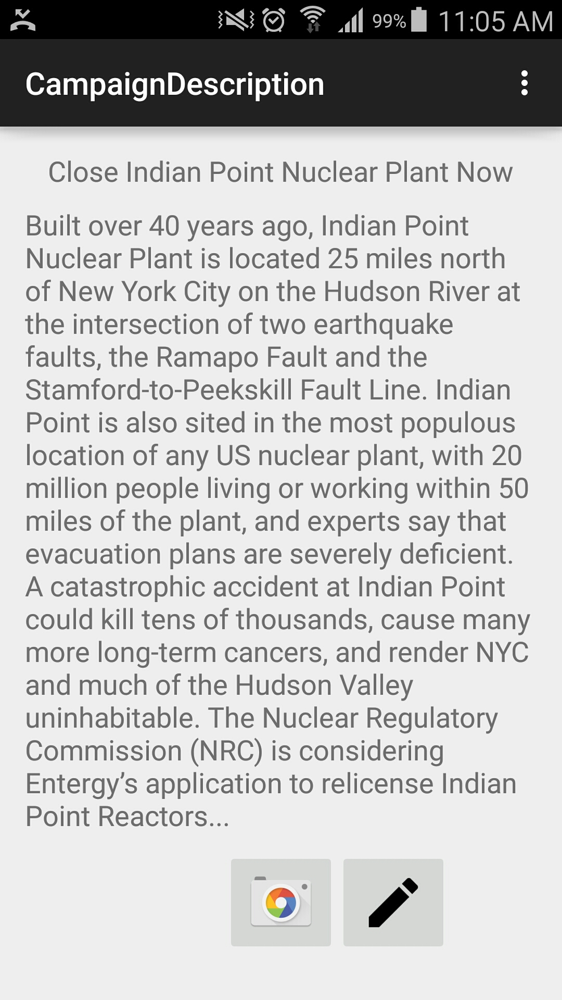 99% 11:05 AM
CampaignDescription
Close Indian Point Nuclear Plant Now
Built over 40 years ago, Indian Point
Nuclear Plant is located 25 miles north
of New York City on the Hudson River at
the intersection of two earthquake
faults, the Ramapo Fault and the
Stamford-to-Peekskill Fault Line. Indian
Point is also sited in the most populous
location of any US nuclear plant, with 20
million people living or working within 50
miles of the plant, and experts say that
evacuation plans are severely deficient.
A catastrophic accident at Indian Point
could kill tens of thousands, cause many
more long-term cancers, and render NYC
and much of the Hudson Valley
uninhabitable. The Nuclear Regulatory
Commission (NRC) is considering
Entergy’s application to relicense Indian
Point Reactors...